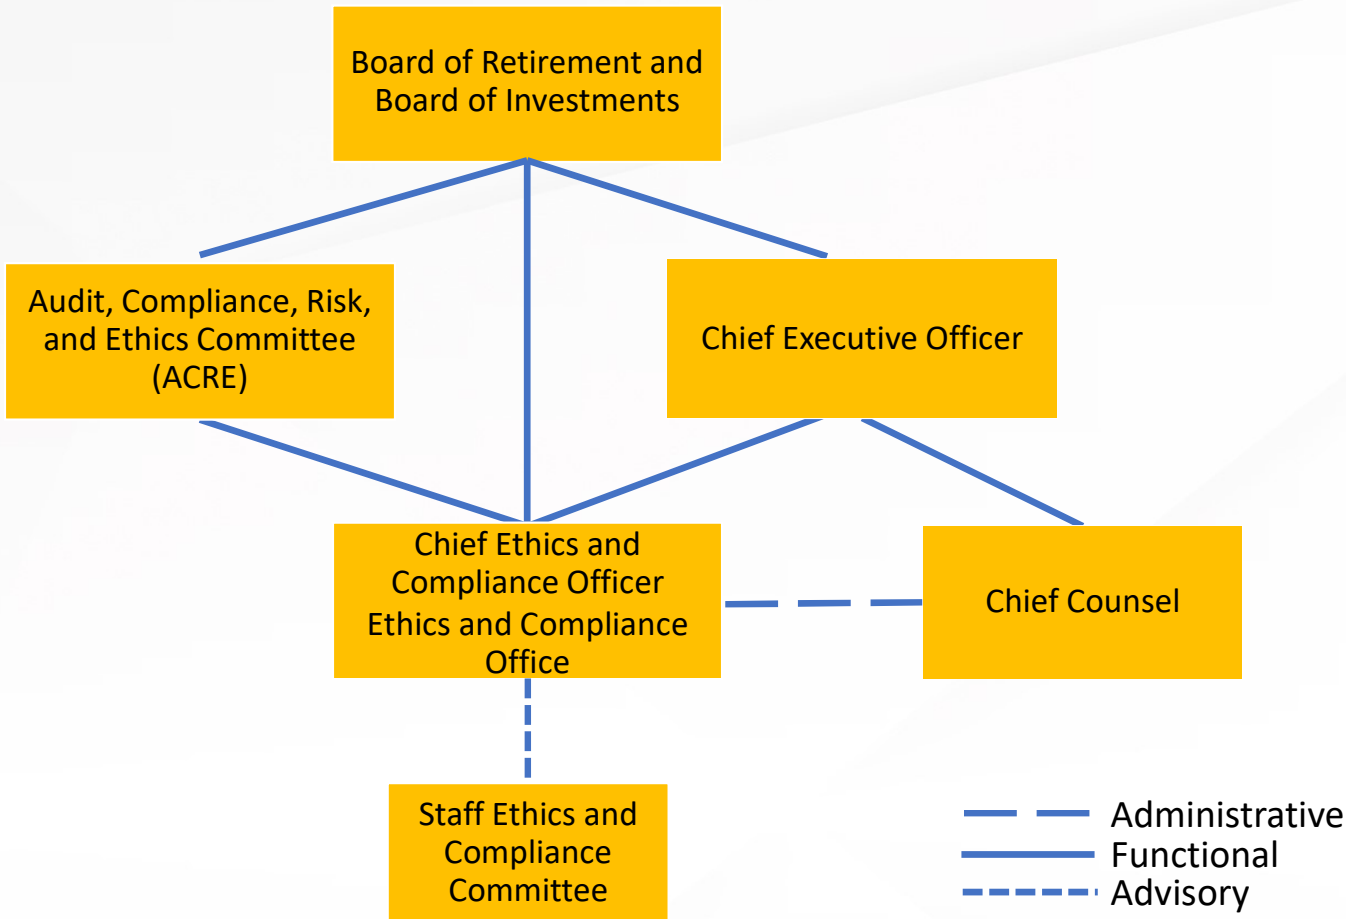 Board of Retirement and
Board of Investments
Audit, Compliance, Risk,
and Ethics Committee
(ACRE)
Chief Executive Officer
Chief Ethics and
Compliance Officer
Ethics and Compliance
Office
Chief Counsel
Staff Ethics and
Compliance
Committee
Administrative
Functional
Advisory